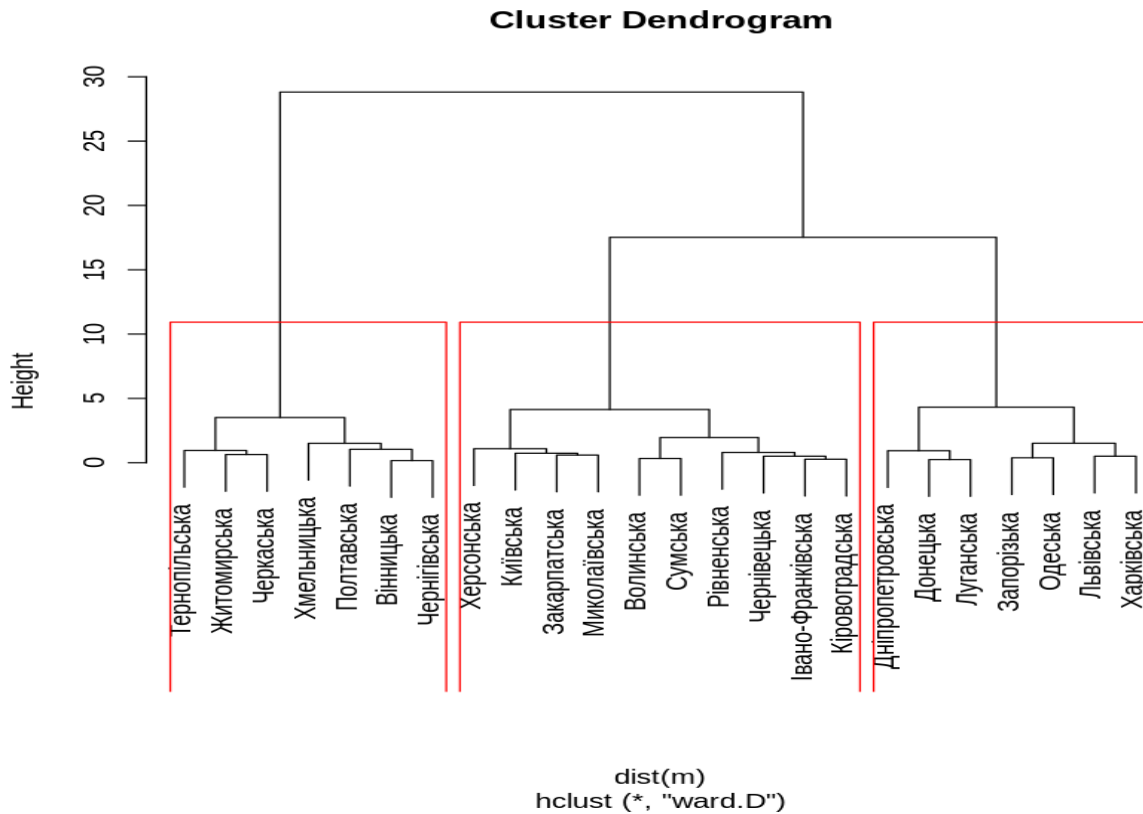 Cluster Dendrogram
Height
30
25
20
15
10
5
0
Тернопільська
Житомирська
Черкаська
Хмельницька
Полтавська
Вінницька
Чернігівська
Херсонська
Київська
Закарпатська
Миколаївська
Волинська
Сумська
Рівненська
Чернівецька
Івано-Франківська
Кіровоградська
Дніпропетровська
Донецька
Луганська
Запорізька
Одеська
Львівська
Харківська
dist(m)
hclust (*, "ward.D")